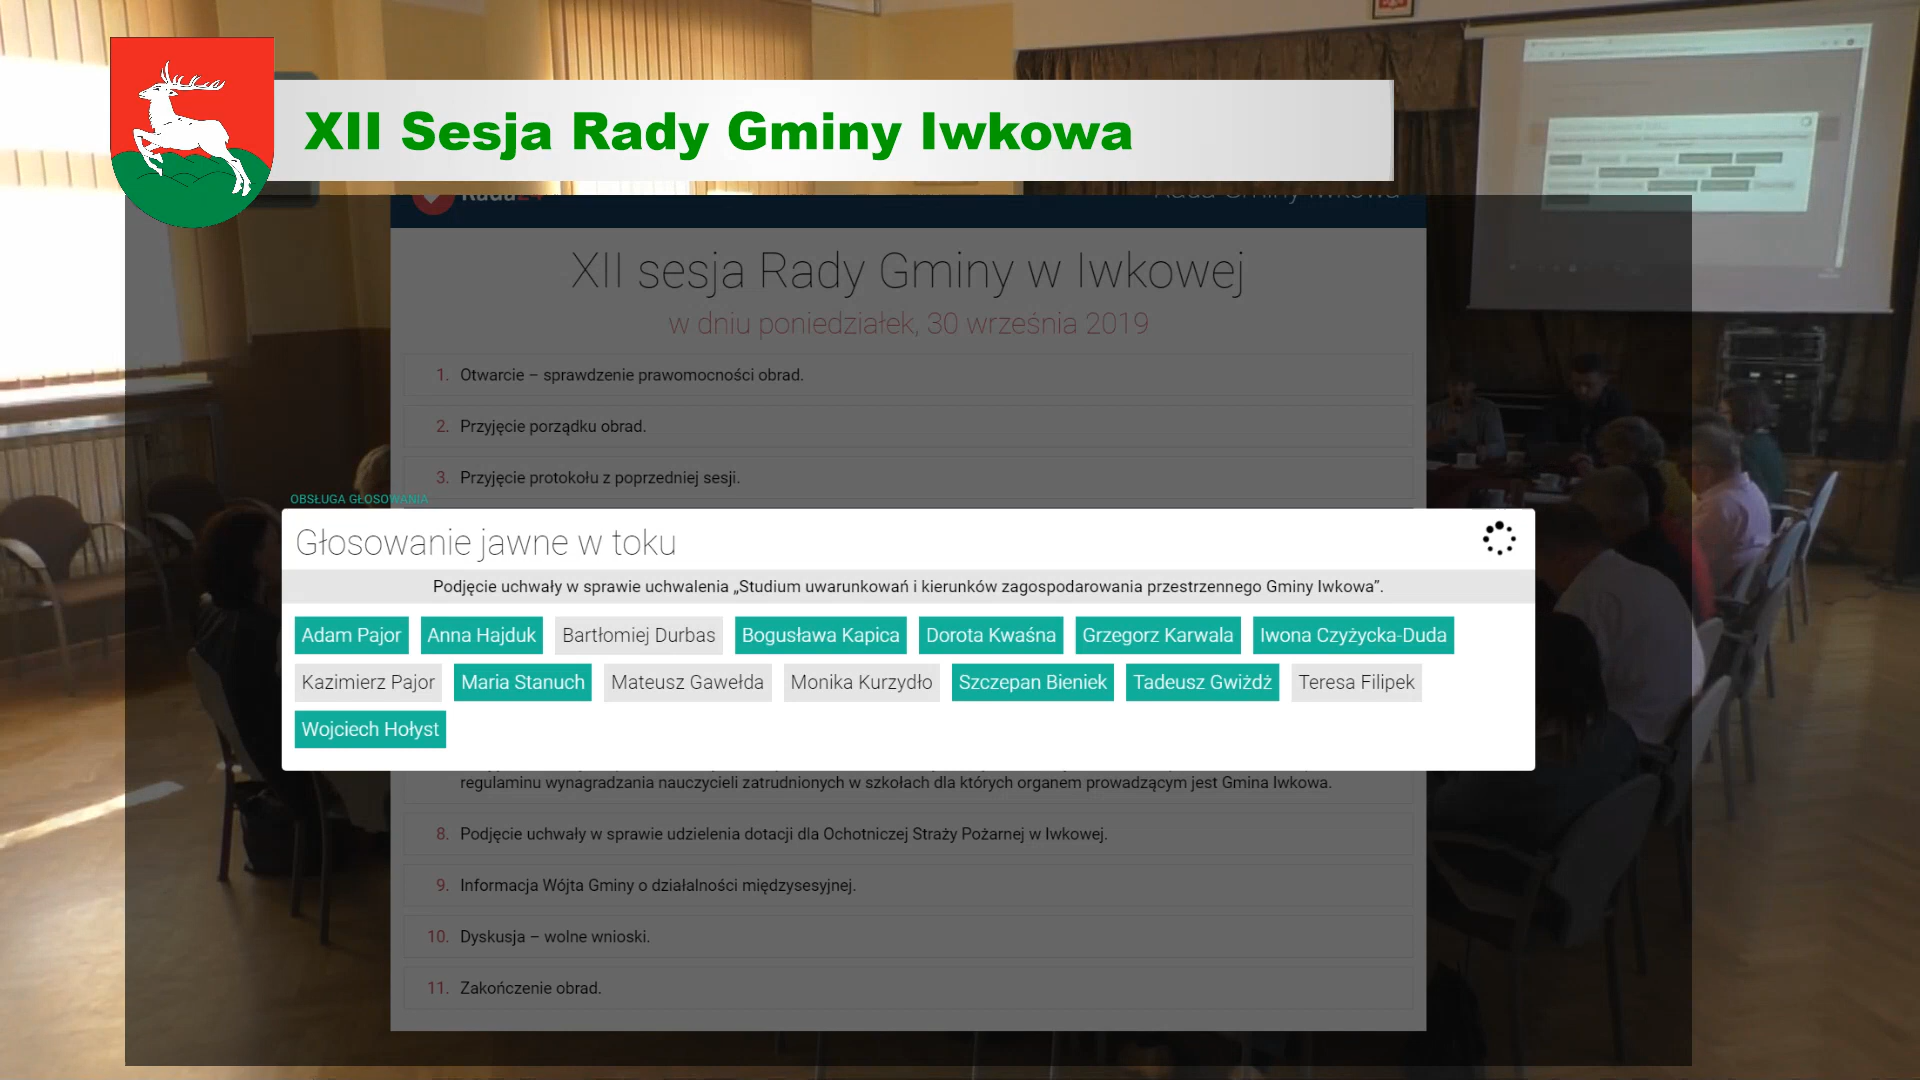 XII Sesja Rady Gminy Iwkowa
XII sesja Rady Gminy w Iwkowej
w dniu poniedziałek, 30 września 2019
1. Otwarcie – sprawdzenie prawomocności obrad.
2. Przyjęcie porządku obrad.
3. Przyjęcie protokołu z poprzedniej sesji.
OBSŁUGA GŁOSOWANIA
Głosowanie jawne w toku
Podjęcie uchwały w sprawie uchwalenia „Studium uwarunkowań i kierunków zagospodarowania przestrzennego Gminy Iwkowa”.
Adam Pajor Anna Hajduk Bartłomiej Durbas Bogusława Kapica Dorota Kwaśna Grzegorz Karwala Iwona Czyżycka-Duda
Kazimierz Pajor Maria Stanuch Mateusz Gawełda Monika Kurzydło Szczepan Bieniek Tadeusz Gwiżdż Teresa Filipek
Wojciech Hołyst
regulaminu wynagradzania nauczycieli zatrudnionych w szkołach dla których organem prowadzącym jest Gmina Iwkowa.
8. Podjęcie uchwały w sprawie udzielenia dotacji dla Ochotniczej Straży Pożarnej w Iwkowej.
9. Informacja Wójta Gminy o działalności międzysesyjnej.
10. Dyskusja – wolne wnioski.
11. Zakończenie obrad.